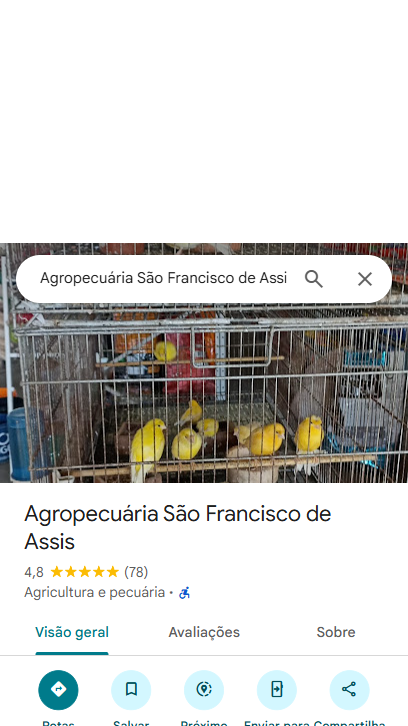 Agropecuária São Francisco de Assi
Agropecuária São Francisco de
Assis
4,8 (78)
Agricultura e pecuária ·
Visão geral Avaliações Sobre
Rotas Salvar Próximo Enviar para Compartilha